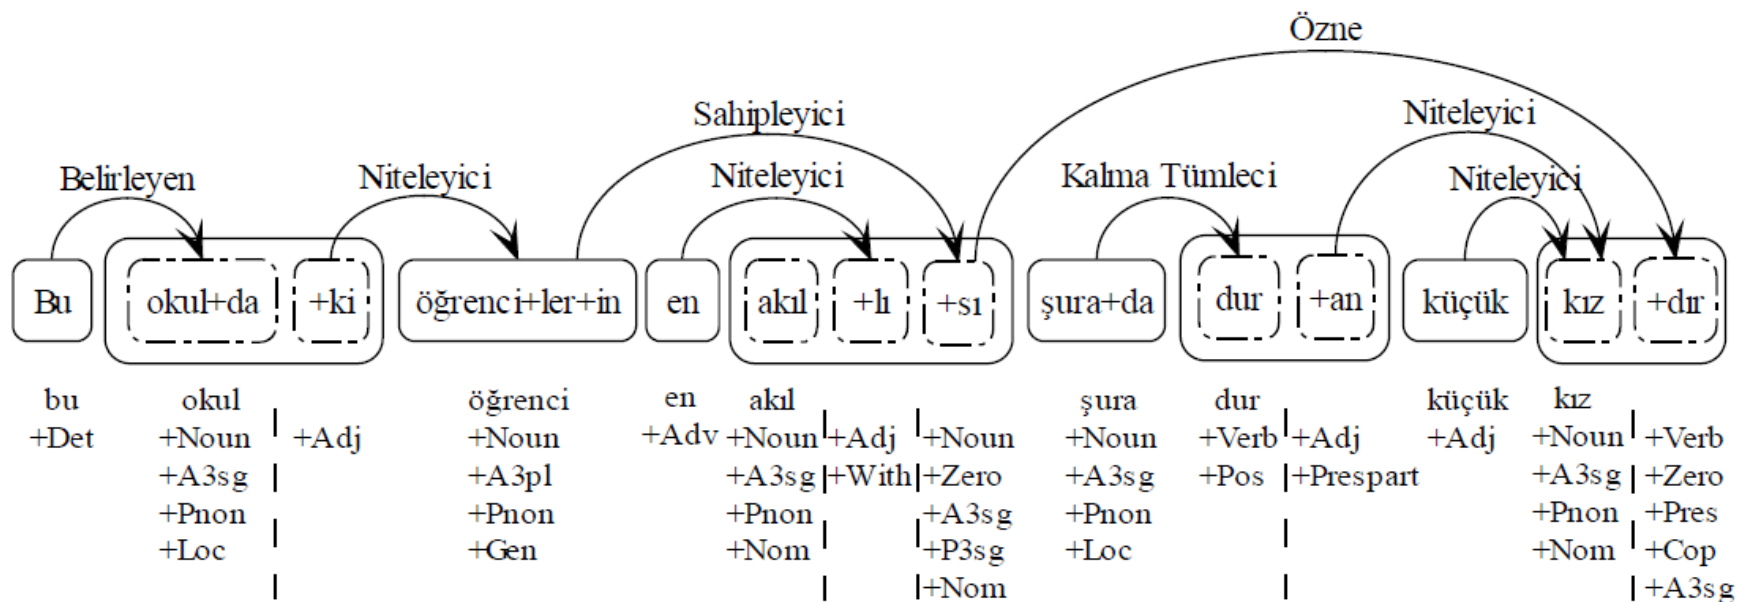 Özne
Sahipleyici Niteleyici
Belirleyen Niteleyici Niteleyici Kalma Tümleci Niteleyici
Bu okul+da +ki öğrenci+ler+in en akıl +lı +sı şura+da dur +an küçük kız +dır
bu okul öğrenci en akıl şura dur küçük kız
+Det +Noun +Adj +Noun +Adv +Noun +Adj +Noun +Noun +Verb +Adj +Adj +Noun +Verb
+A3sg +A3pl +A3sg +With +Zero +A3sg +Pos +Prespart +A3sg +Zero
+Pnon +Pnon +Pnon +A3sg +Pnon +Pnon +Pres
+Loc +Gen +Nom +P3sg +Loc +Nom +Cop
+Nom +A3sg